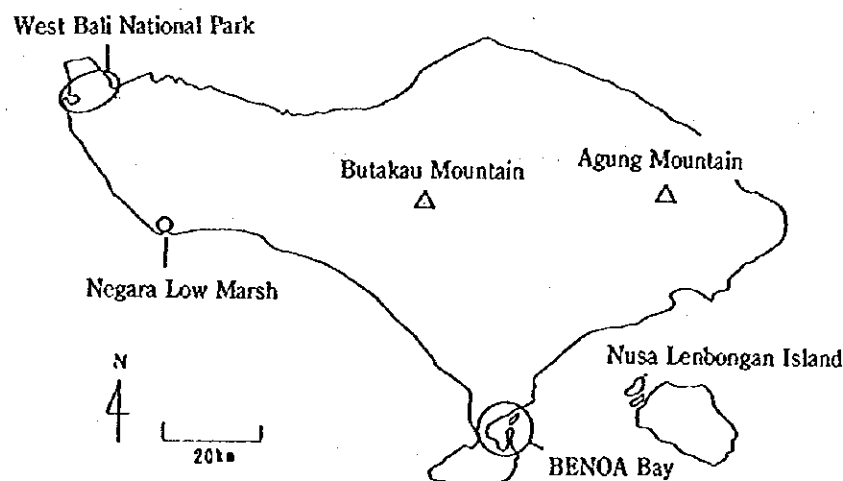 West Bali National Park
Agung Mountain
Butakau Mountain
Negara Low Marsh
Nusa Lenbongan Island
N
20km
BENOA Bay